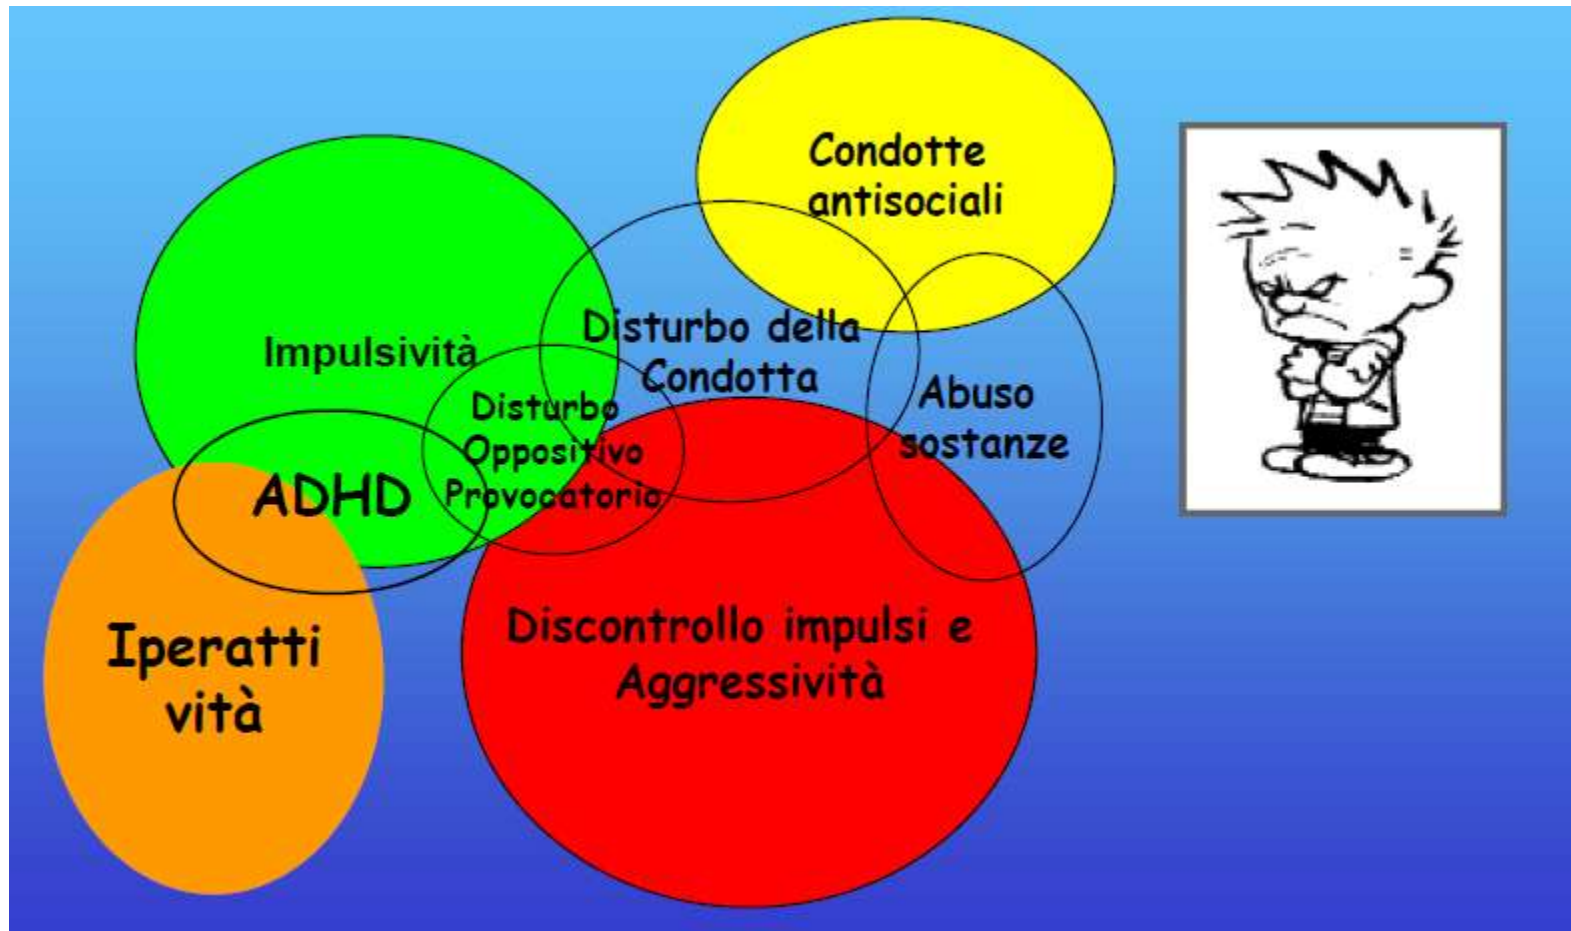 Condotte
antisociali
Impulsività
Disturbo della
Condotta
Disturbo
Oppositivo
Provocatorio
Abuso
sostanze
ADHD
Iperatti
vità
Discontrollo impulsi e
Aggressività